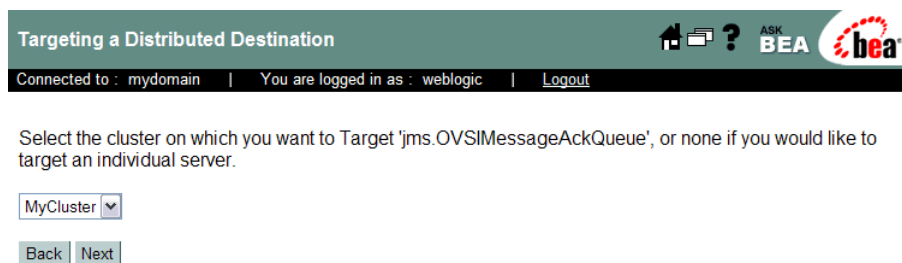 Targeting a Distributed Destination
? ASK BEA bea
Connected to : mydomain | You are logged in as : weblogic | Logout
Select the cluster on which you want to Target 'jms.OVSIMessageAckQueue', or none if you would like to
target an individual server.
MyCluster
Back Next